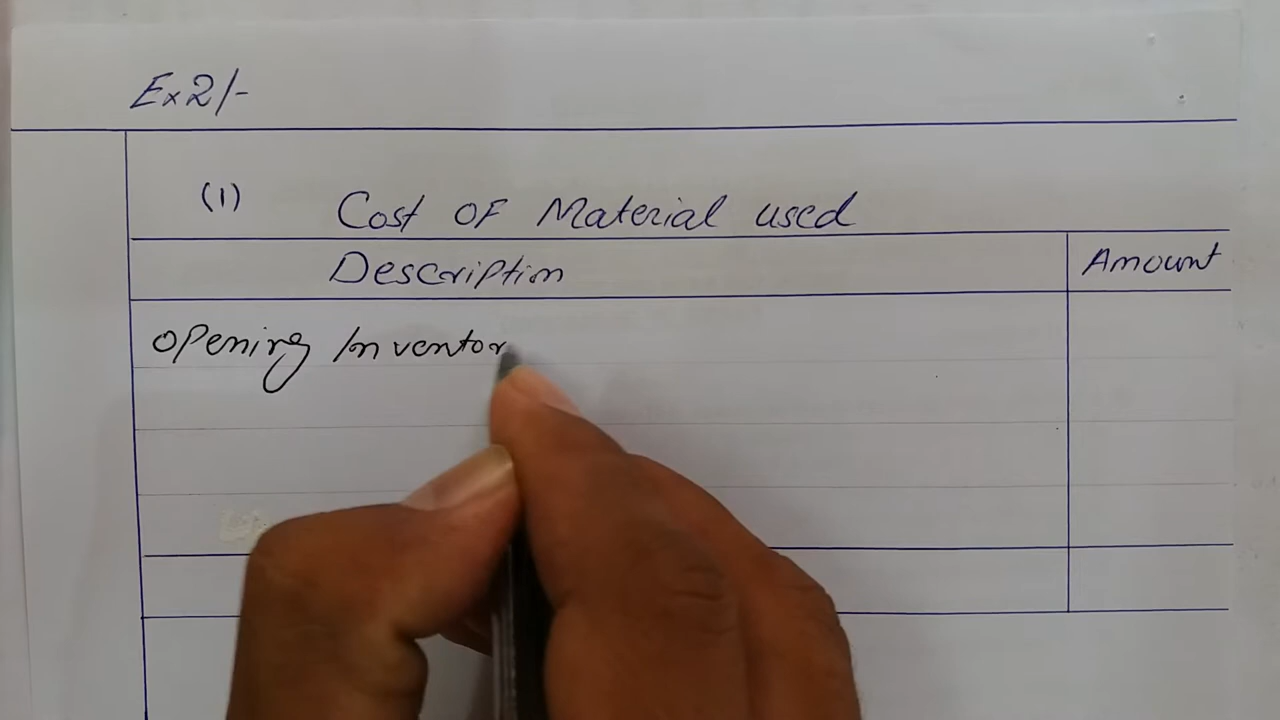 Ex2/-
(1) Cost OF Material used
Description Amount
Opening Inventor